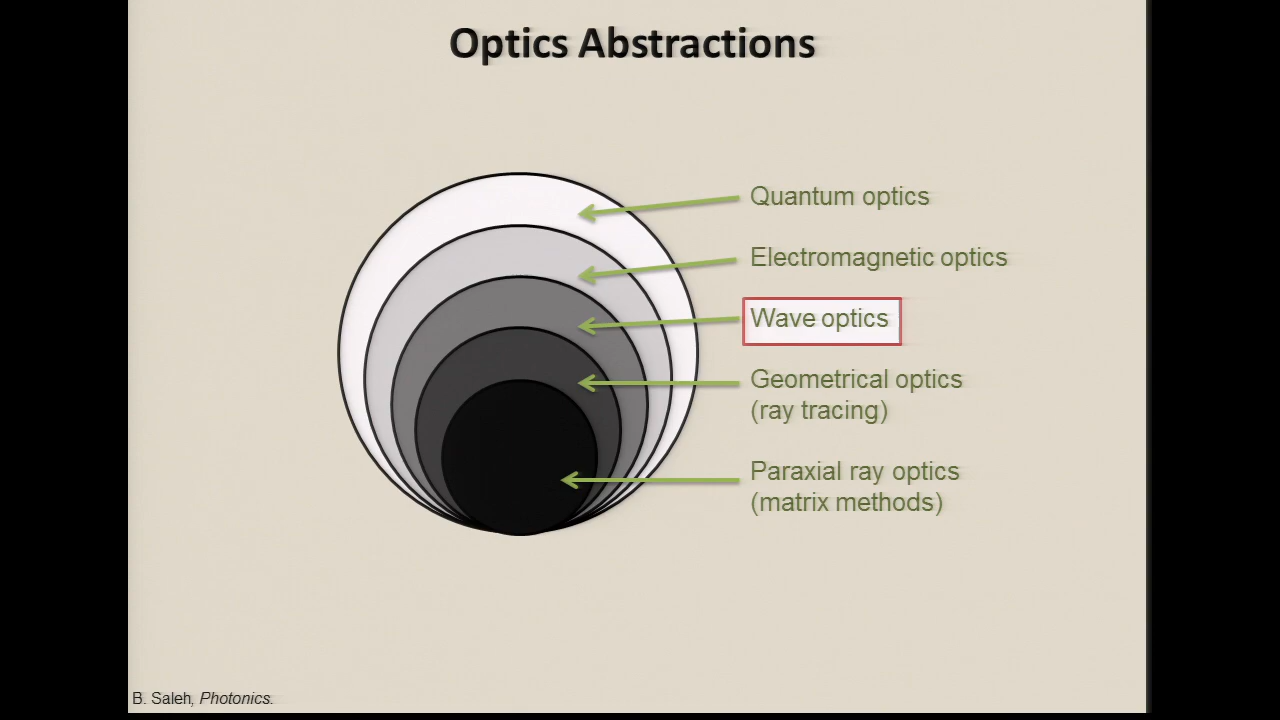 Optics Abstractions
Quantum optics
Electromagnetic optics
Wave optics
Geometrical optics
(ray tracing)
Paraxial ray optics
(matrix methods)
B. Saleh, Photonics.